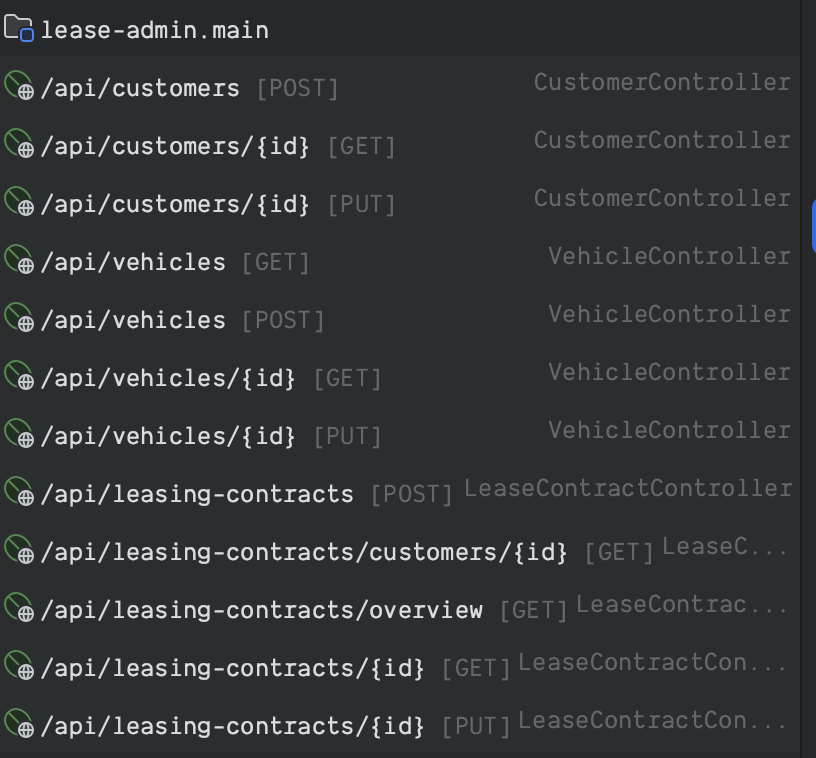 lease-admin.main
/api/customers [POST] CustomerController
/api/customers/{id} [GET] CustomerController
/api/customers/{id} [PUT] CustomerController
/api/vehicles [GET] VehicleController
/api/vehicles [POST] VehicleController
/api/vehicles/{id} [GET] VehicleController
/api/vehicles/{id} [PUT] VehicleController
/api/leasing-contracts [POST] LeaseContractController
/api/leasing-contracts/customers/{id} [GET] LeaseC...
/api/leasing-contracts/overview [GET] LeaseContrac...
/api/leasing-contracts/{id} [GET] LeaseContractCon...
/api/leasing-contracts/{id} [PUT] LeaseContractCon...